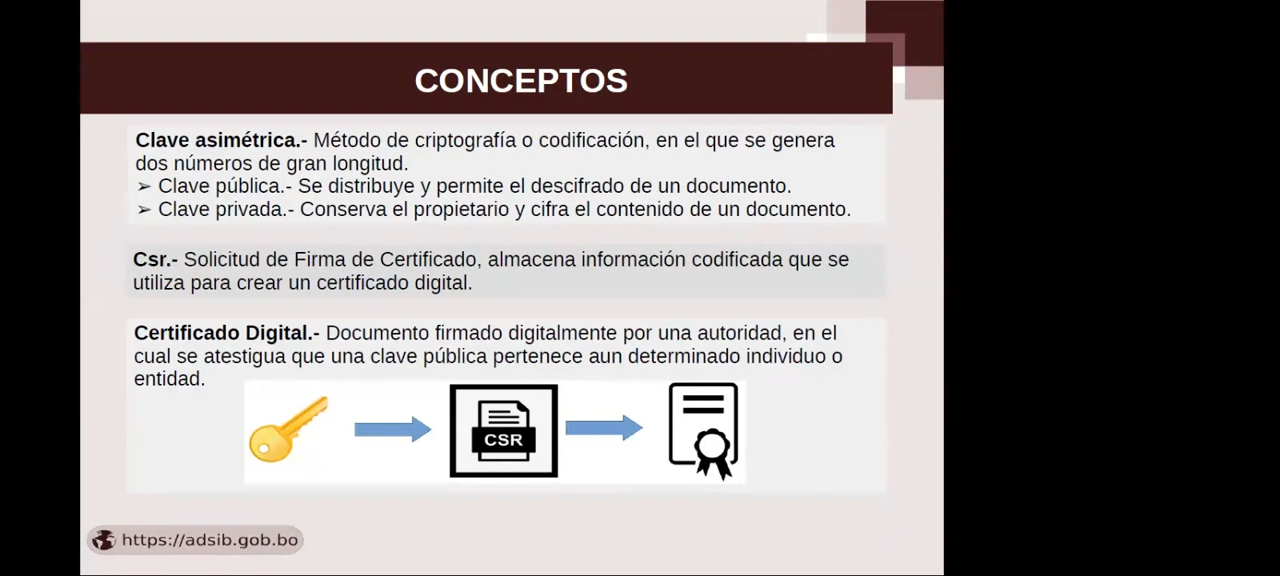 CONCEPTOS
Clave asimétrica.- Método de criptografía o codificación, en el que se genera
dos números de gran longitud.
➢ Clave pública.- Se distribuye y permite el descifrado de un documento.
➢ Clave privada.- Conserva el propietario y cifra el contenido de un documento.
Csr.- Solicitud de Firma de Certificado, almacena información codificada que se
utiliza para crear un certificado digital.
Certificado Digital.- Documento firmado digitalmente por una autoridad, en el
cual se atestigua que una clave pública pertenece aun determinado individuo o
entidad.
CSR
https://adsib.gob.bo